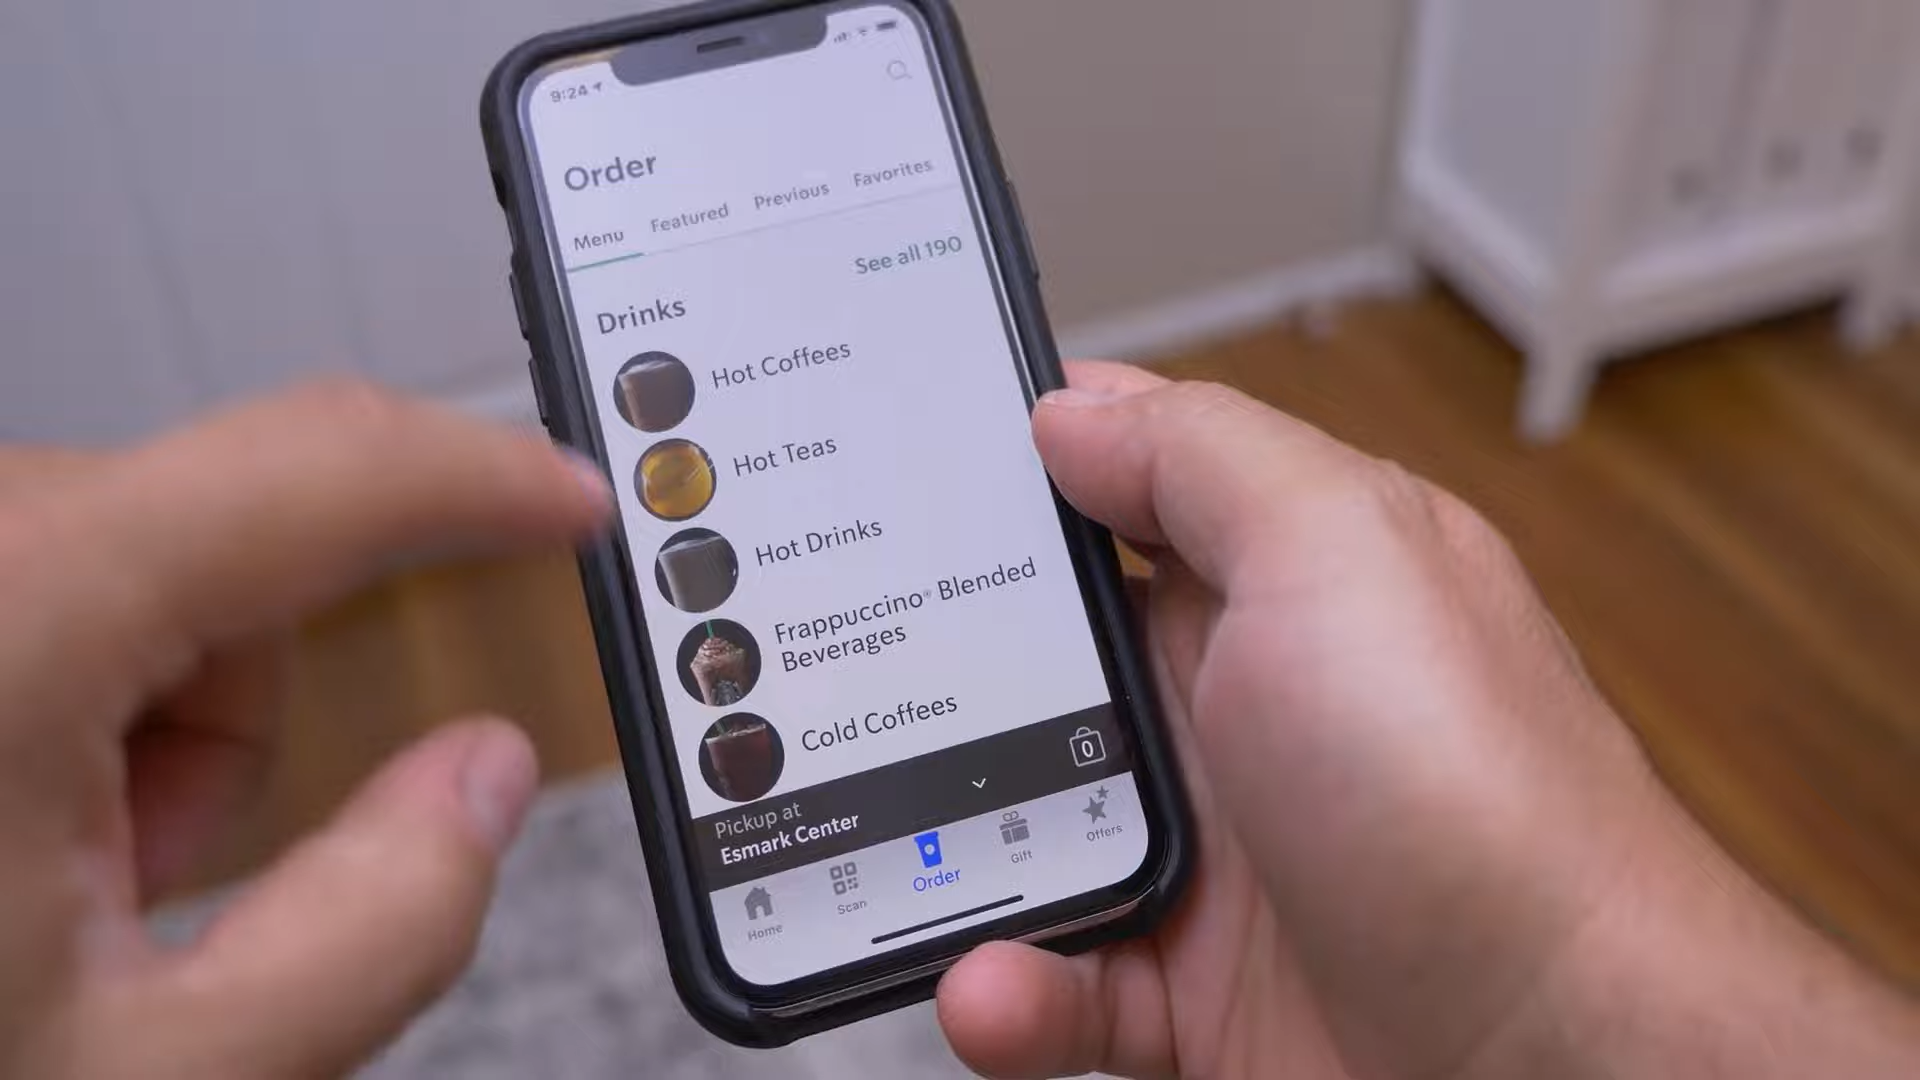 9:24
Order
Menu Featured Previous Favorites
See all 190
Drinks
Hot Coffees
Hot Teas
Hot Drinks
Frappuccino® Blended
Beverages
Cold Coffees
0
Pickup at
Esmark Center
Home Scan Order Gift Offers